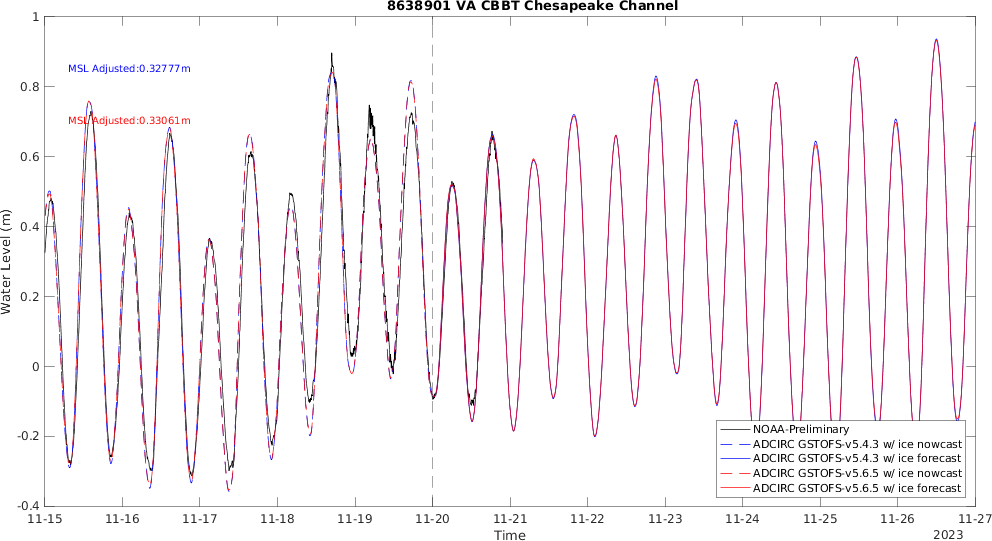 8638901 VA CBBT Chesapeake Channel
1
0.8
0.6
0.4
0.2
0
-0.2
-0.4
Water Level (m)
MSL Adjusted:0.32777m
MSL Adjusted:0.33061m
NOAA-Preliminary
ADCIRC GSTOFS-v5.4.3 w/ ice nowcast
ADCIRC GSTOFS-v5.4.3 w/ ice forecast
ADCIRC GSTOFS-v5.6.5 w/ ice nowcast
ADCIRC GSTOFS-v5.6.5 w/ ice forecast
11-15 11-16 11-17 11-18 11-19 11-20 11-21 11-22 11-23 11-24 11-25 11-26 11-27
Time
2023